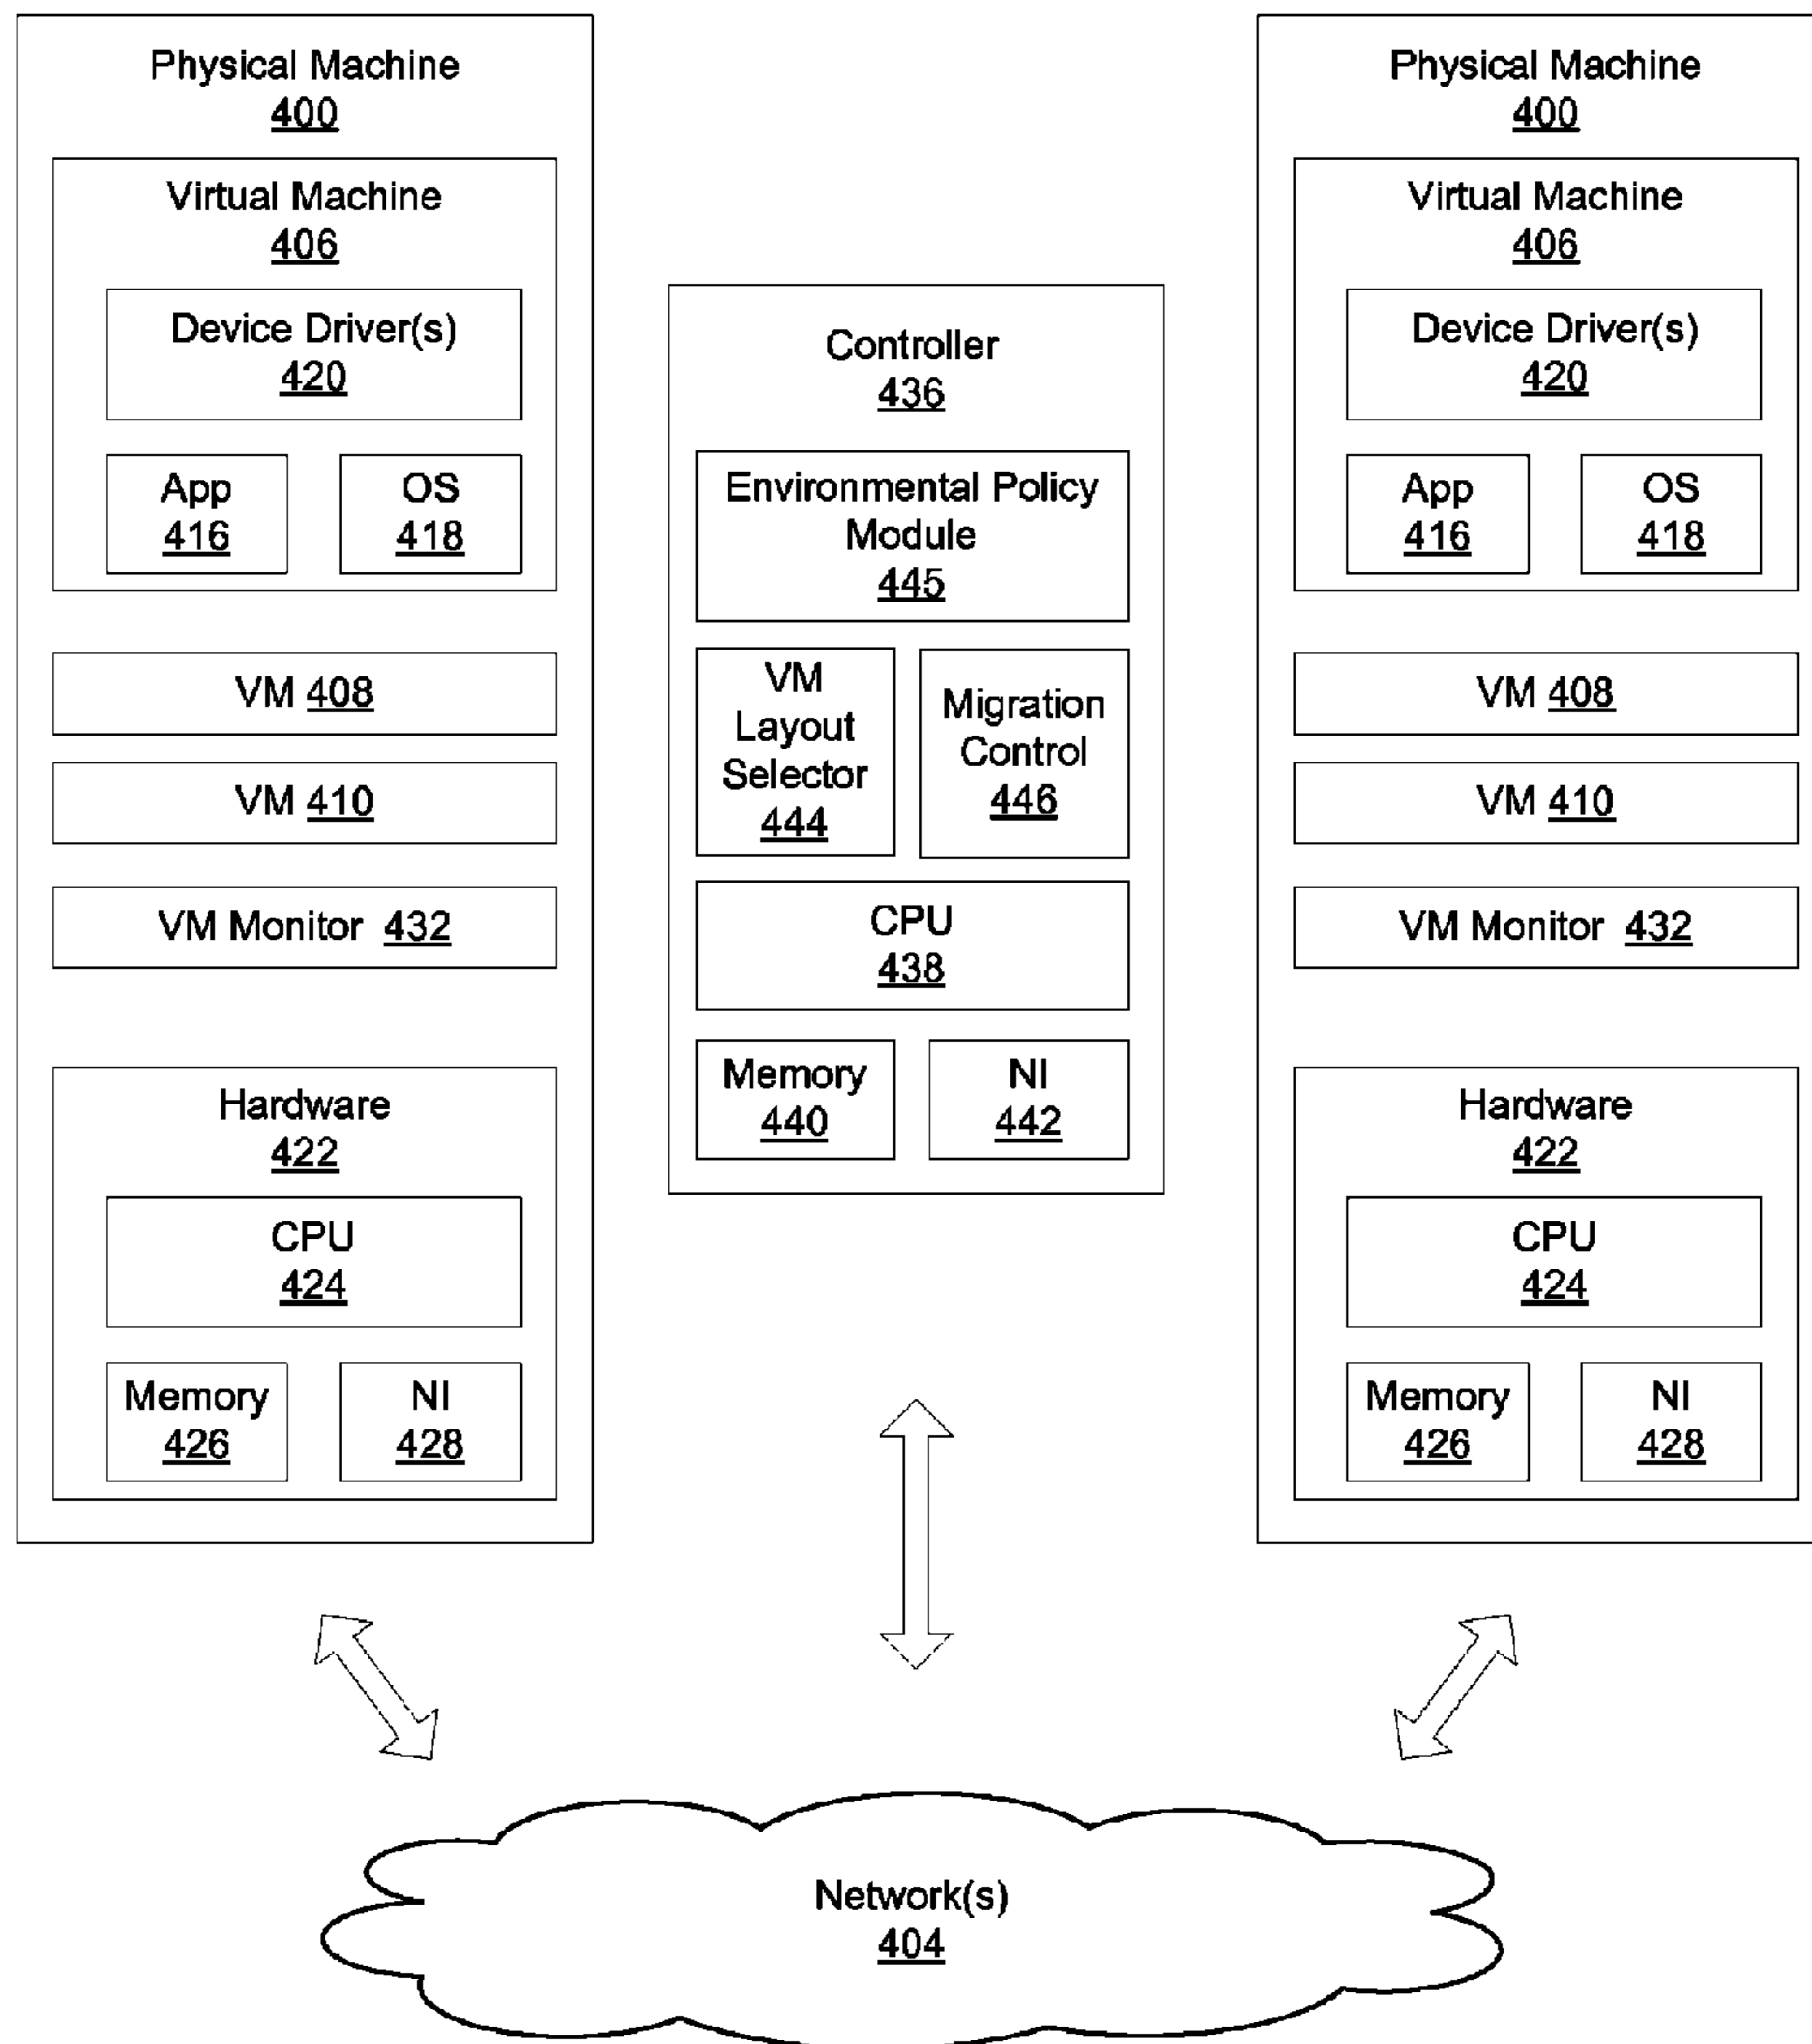 Physical Machine
400
Virtual Machine
406
Device Driver(s)
420
App
416
OS
418
VM 408
VM 410
VM Monitor 432
Hardware
422
CPU
424
Memory
426
NI
428
Controller
436
Environmental Policy
Module
445
VM
Layout
Selector
444
Migration
Control
446
CPU
438
Memory
440
NI
442
Physical Machine
400
Virtual Machine
406
Device Driver(s)
420
App
416
OS
418
VM 408
VM 410
VM Monitor 432
Hardware
422
CPU
424
Memory
426
NI
428
Network(s)
404